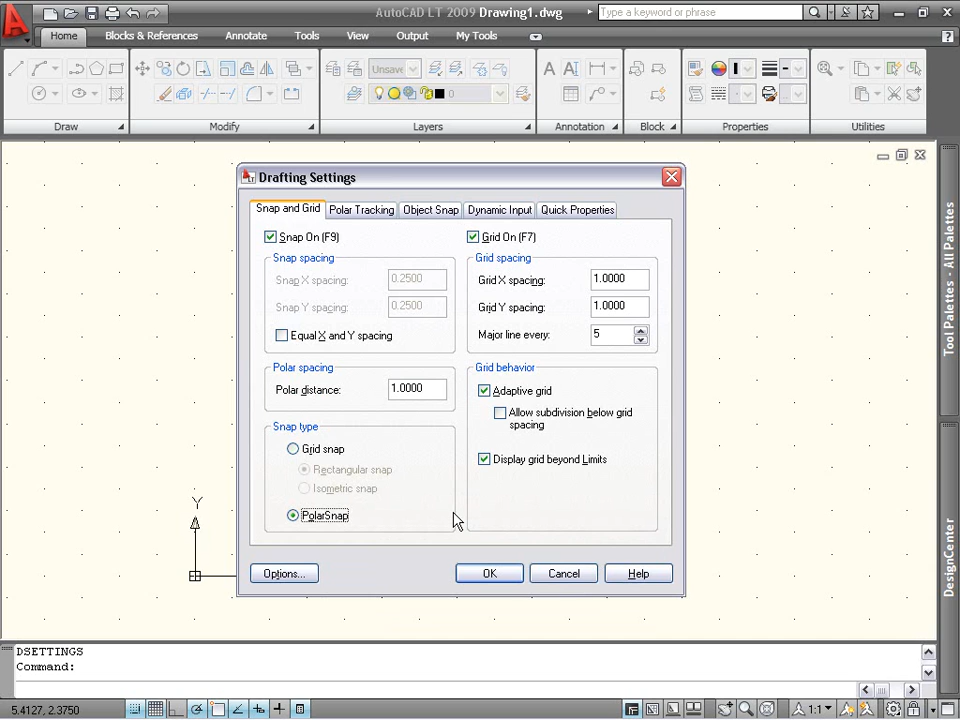 AutoCAD LT 2009 Drawing1.dwg
Type a keyword or phrase
Home
Blocks & References
Annotate
Tools
View
Output
My Tools
Unsave
0
Draw
Modify
Layers
Annotation
Block
Properties
Utilities
Drafting Settings
Snap and Grid
Polar Tracking
Object Snap
Dynamic Input
Quick Properties
Snap On (F9)
Grid On (F7)
Snap spacing
Snap X spacing:
0.2500
Snap Y spacing:
0.2500
Equal X and Y spacing
Grid spacing
Grid X spacing:
1.0000
Grid Y spacing:
1.0000
Major line every:
5
Polar spacing
Polar distance:
1.0000
Grid behavior
Adaptive grid
Allow subdivision below grid
spacing
Display grid beyond Limits
Snap type
Grid snap
Rectangular snap
Isometric snap
PolarSnap
Options...
OK
Cancel
Help
Y
Tool Palettes - All Palettes
DesignCenter
DSETTINGS
Command:
5.4127, 2.3750
1:1